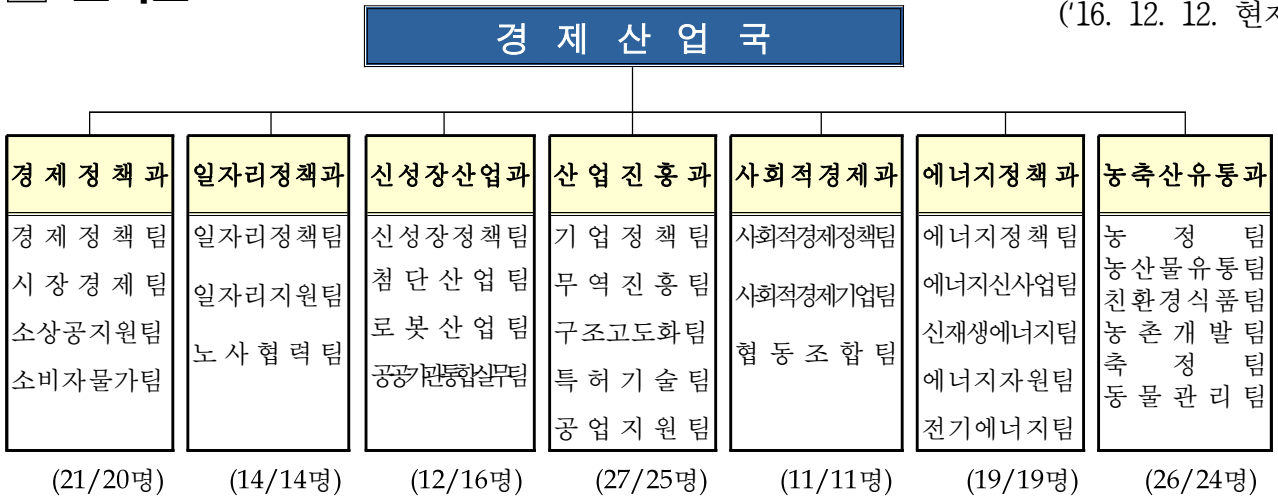 ('16. 12. 12. 현재
경 제 산 업 국
경 제 정 책 과
일자리정책과
신성장산업과
산 업 진 흥 과
사회적경제과
에너지정책과
농축산유통과
경 제 정 책 팀
시 장 경 제 팀
소상공지원팀
소비자물가팀
일자리정책팀
일자리지원팀
노 사 협 력 팀
신성장정책팀
첨 단 산 업 팀
로 봇 산 업 팀
공공기관통합실무팀
기 업 정 책 팀
무 역 진 흥 팀
구조고도화팀
특 허 기 술 팀
공 업 지 원 팀
사회적경제정책팀
사회적경제기업팀
협 동 조 합 팀
에너지정책팀
에너지신사업팀
신재생에너지팀
에너지자원팀
전기에너지팀
농 정 팀
농산물유통팀
친환경식품팀
농 촌 개 발 팀
축 정 팀
동 물 관 리 팀
(21/20명)
(14/14명)
(12/16명)
(27/25명)
(11/11명)
(19/19명)
(26/24명)